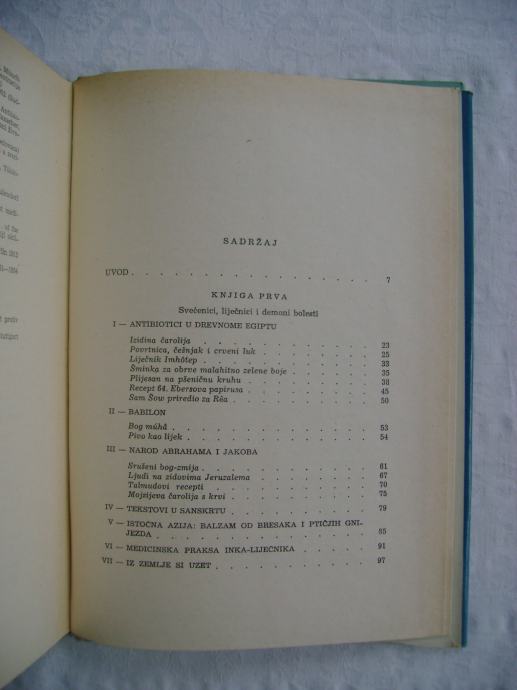 SADRŽAJ
UVOD . . . . . . . . . . . . . . . . . 7
KNJIGA PRVA
Svećenici, liječnici i demoni bolesti
I — ANTIBIOTICI U DREVNOME EGIPTU
Izidina čarolija . . . . . . . . . . . 23
Povrtnica, češnjak i crveni luk . . . . . . 25
Liječnik Imhôtep . . . . . . . . . . 33
Šminka za obrve malahitno zelene boje . . . . 35
Plijesan na pšeničnu kruhu . . . . . . . 38
Recept 64. Ebersova papirusa . . . . . . 45
Sam Šow priredio za Rêa . . . . . . . 50
II — BABILON
Bog múhâ . . . . . . . . . . . . 53
Pivo kao lijek . . . . . . . . . . . 54
III — NAROD ABRAHAMA I JAKOBA
Srušeni bog-zmija . . . . . . . . . . 61
Ljudi na zidovima Jeruzalema . . . . . . 67
Talmudovi recepti . . . . . . . . . . 70
Mojsijeva čarolija s krvi . . . . . . . . 75
IV — TEKSTOVI U SANSKRTU . . . . . . . . 79
V — ISTOČNA AZIJA: BALZAM OD BRESAKA I PTIČJIH GNI-
JEZDA . . . . . . . . . . . . . 85
VI — MEDICINSKA PRAKSA INKA-LIJEČNIKA . . . . 91
VII — IZ ZEMLJE SI UZET . . . . . . . . . 97